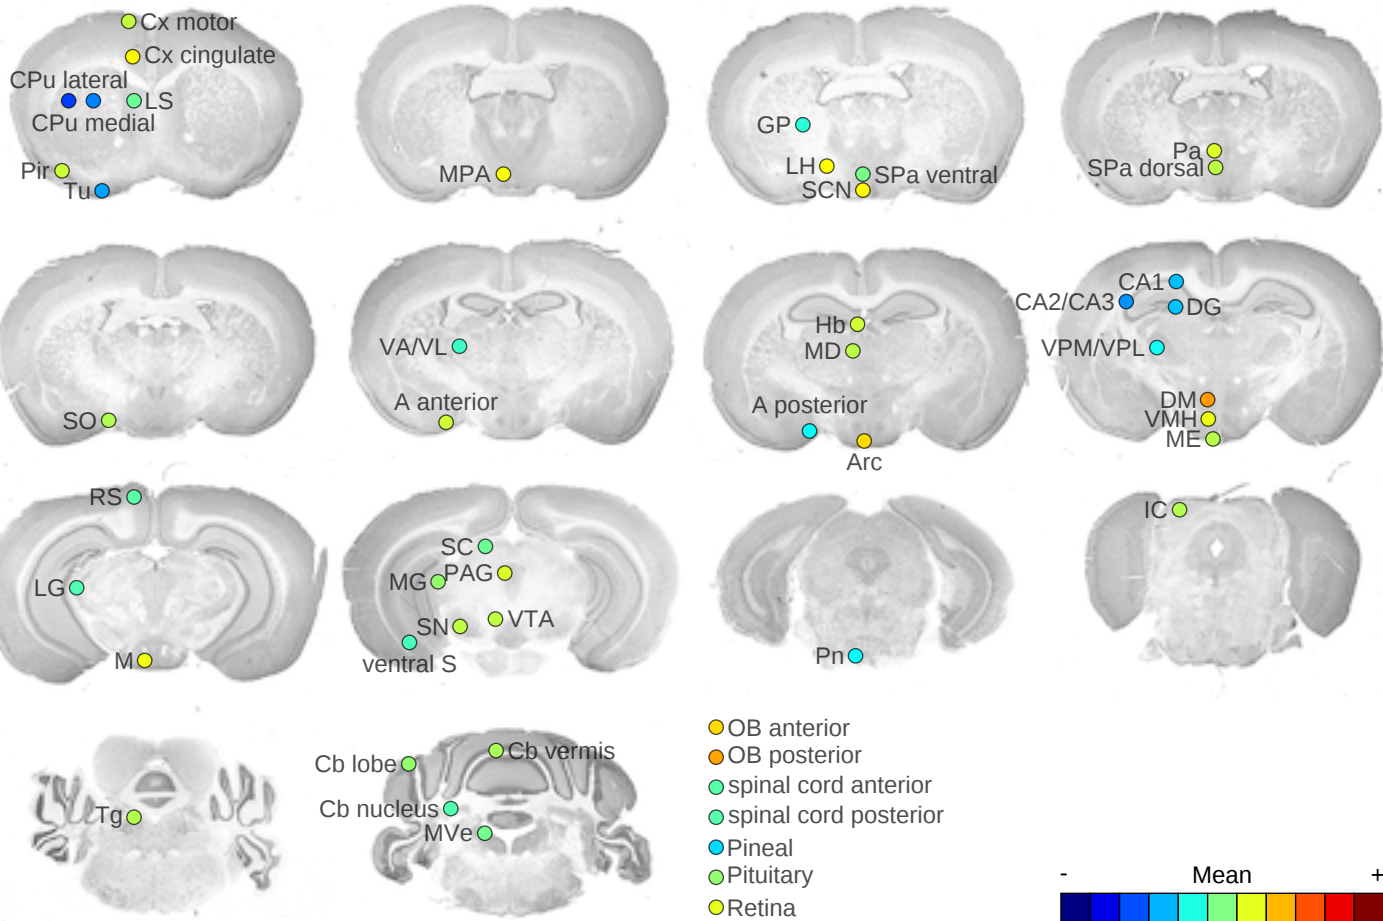 Cx motor
Cx cingulate
CPu lateral
LS
CPu medial
Pir
Tu
MPA
GP
LH
SPa ventral
SCN
Pa
SPa dorsal
SO
VA/VL
A anterior
Hb
MD
A posterior
Arc
CA1
CA2/CA3
DG
VPM/VPL
DM
VMH
ME
RS
LG
M
SC
MG
PAG
SN
VTA
ventral S
Pn
IC
Tg
Cb lobe
Cb vermis
Cb nucleus
MVe
OB anterior
OB posterior
spinal cord anterior
spinal cord posterior
Pineal
Pituitary
Retina
- Mean +